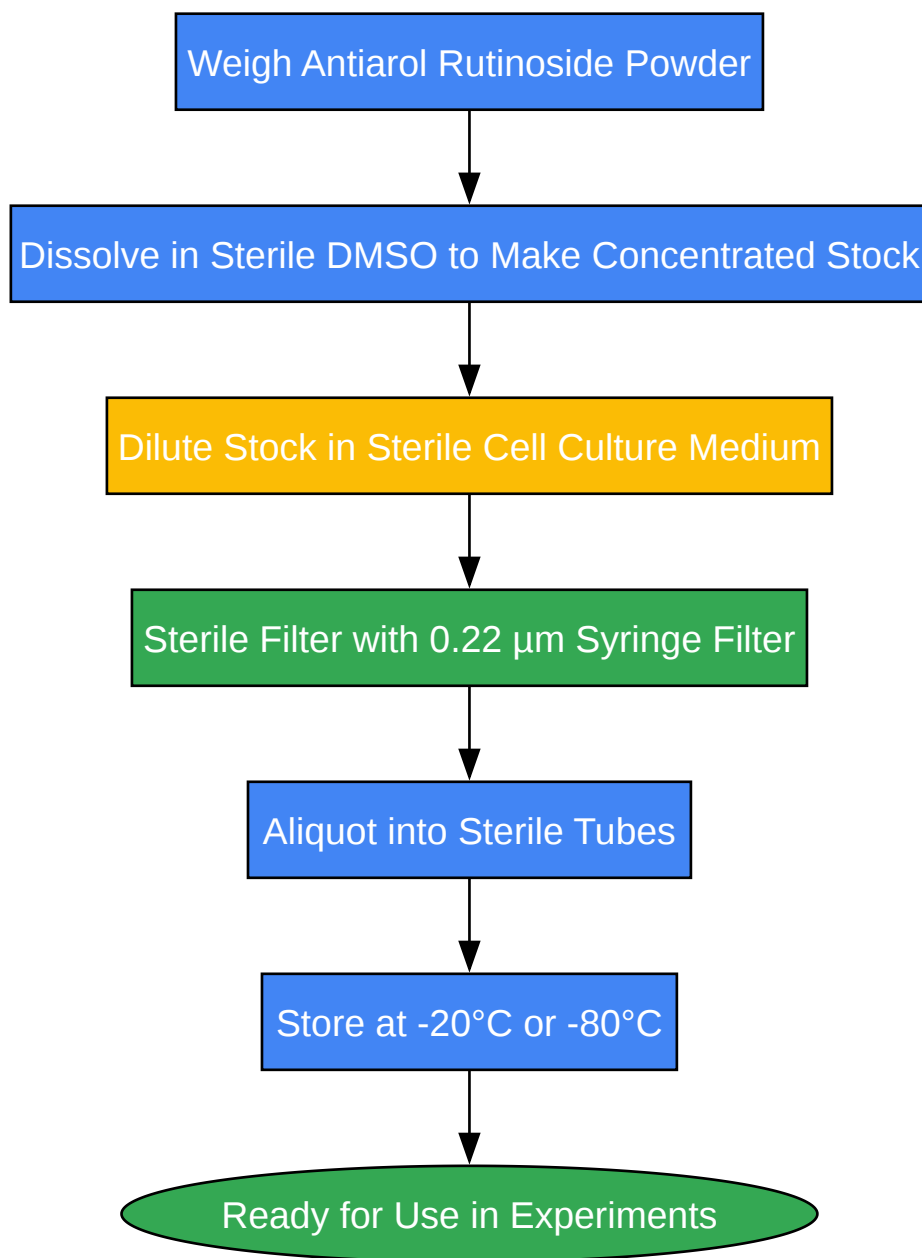 Weigh Antiarol Rutinoside Powder
Dissolve in Sterile DMSO to Make Concentrated Stock
Dilute Stock in Sterile Cell Culture Medium
Sterile Filter with 0.22 µm Syringe Filter
Aliquot into Sterile Tubes
Store at -20°C or -80°C
Ready for Use in Experiments